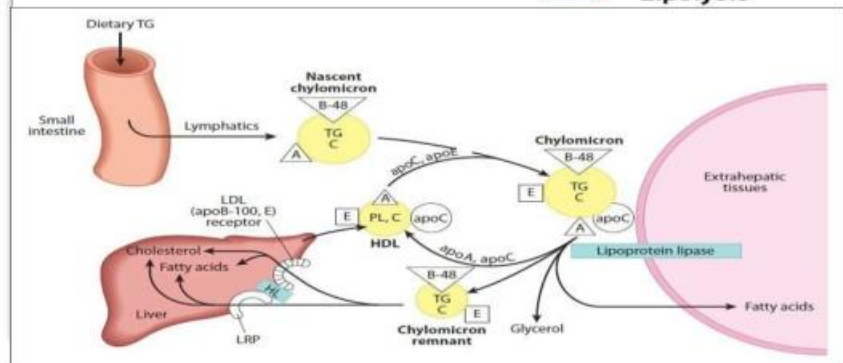 Lipolysis
Dietary TG
Small
intestine
Lymphatics
Nascent
chylomicron
B-48
TG
C
A
apoC, apoE
Chylomicron
B-48
E
TG
C
apoC
A
Extrahepatic
tissues
Lipoprotein lipase
LDL
(apoB-100, E)
receptor
A
E
PL, C
apoC
HDL
apoA, apoC
Cholesterol
Fatty acids
HL
Liver
LRP
B-48
TG
C
E
Chylomicron
remnant
Glycerol
Fatty acids